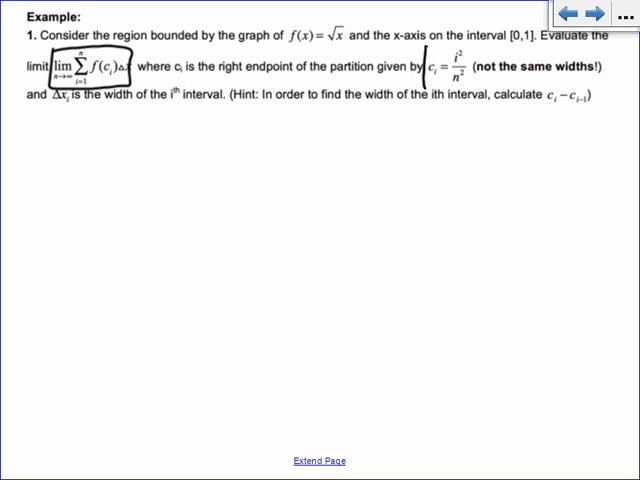 Example:
1. Consider the region bounded by the graph of f(x) = √x and the x-axis on the interval [0,1]. Evaluate the
limit lim n→∞ ∑ i=1 n f(c_i)△x where c_i is the right endpoint of the partition given by c_i = i²/n² (not the same widths!)
and Δx_i is the width of the i^th interval. (Hint: In order to find the width of the ith interval, calculate c_i – c_{i–1})
...
Extend Page